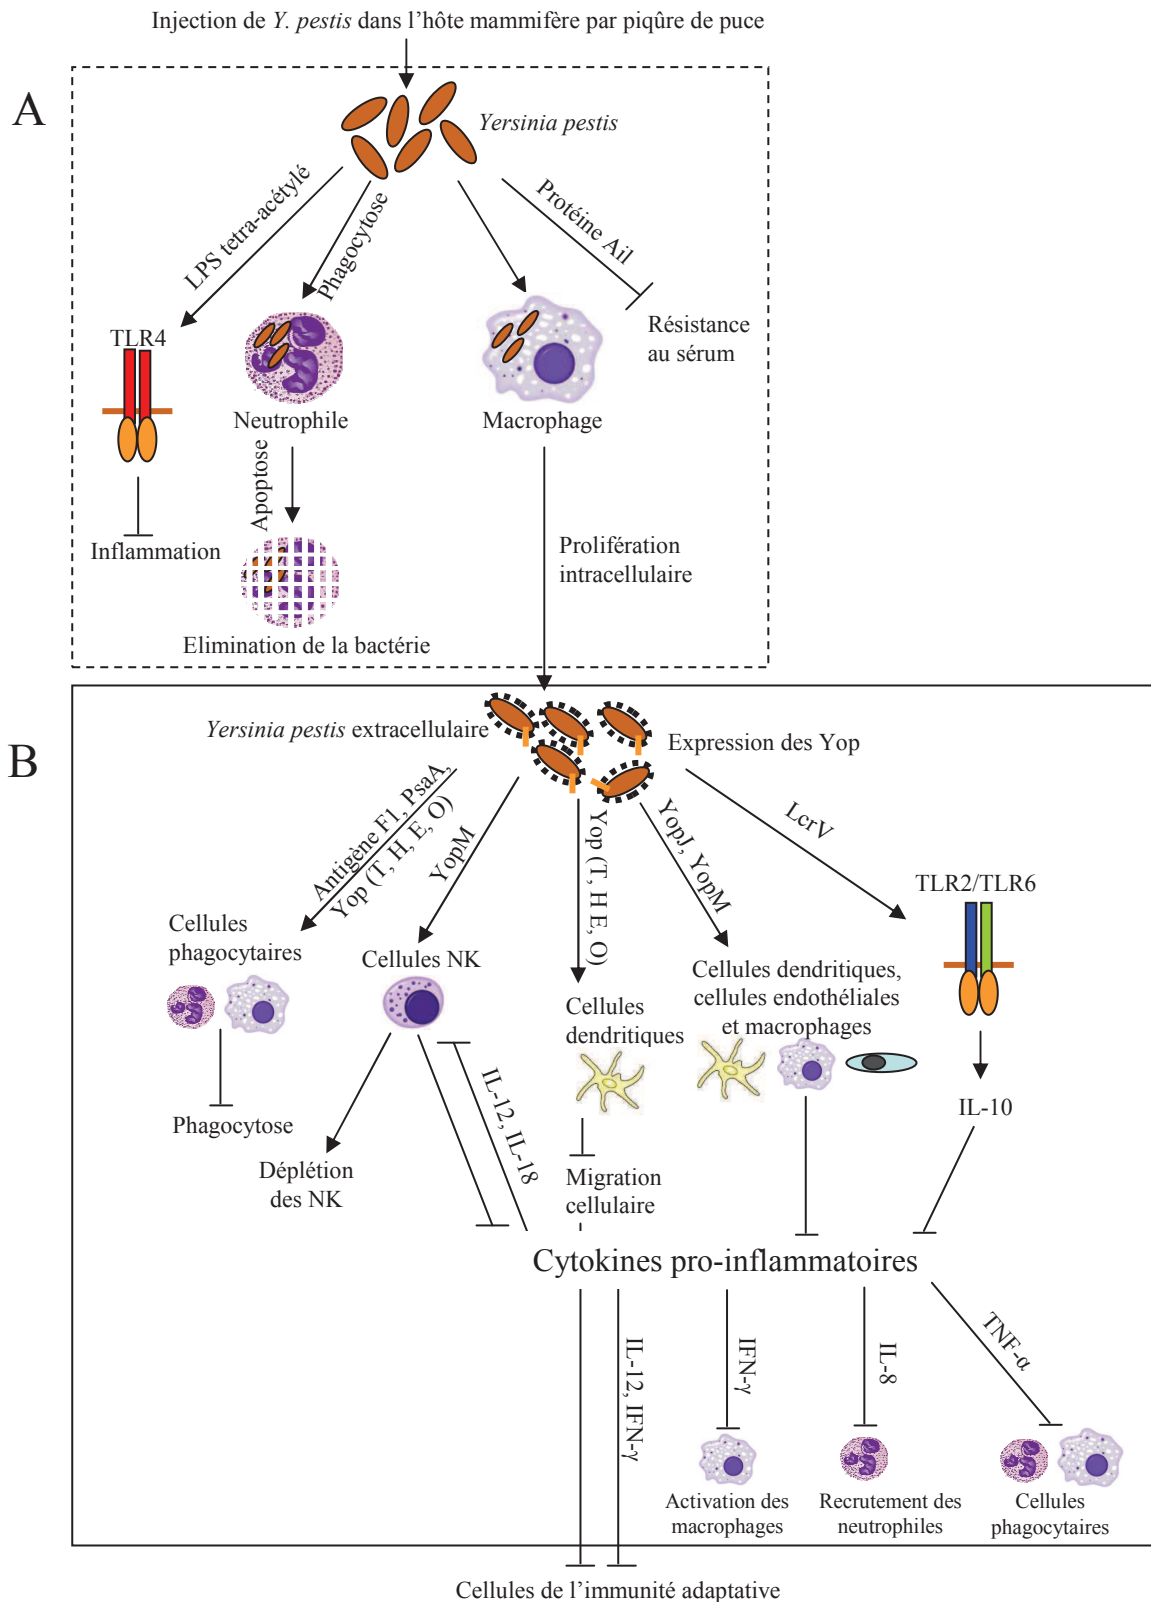 Injection de Y. pestis dans l’hôte mammifère par piqûre de puce
A
Yersinia pestis
LPS tetra-acétylé
Phagocytose
Protéine Ail
TLR4
Résistance
au sérum
Neutrophile
Macrophage
Apoptose
Inflammation
Prolifération
intracellulaire
Elimination de la bactérie
B
Yersinia pestis extracellulaire
Expression des Yop
Antigène F1, PsaA,
Yop (T, H, E, O)
YopM
Yop (T, H E, O)
YopJ, YopM
LcrV
TLR2/TLR6
Cellules
phagocytaires
Cellules NK
Cellules
dendritiques
Cellules dendritiques,
cellules endothéliales
et macrophages
IL-10
Phagocytose
Déplétion
des NK
IL-12, IL-18
Migration
cellulaire
Cytokines pro-inflammatoires
IL-12, IFN-γ
IFN-γ
IL-8
TNF-α
Activation des
macrophages
Recrutement des
neutrophiles
Cellules
phagocytaires
Cellules de l’immunité adaptative